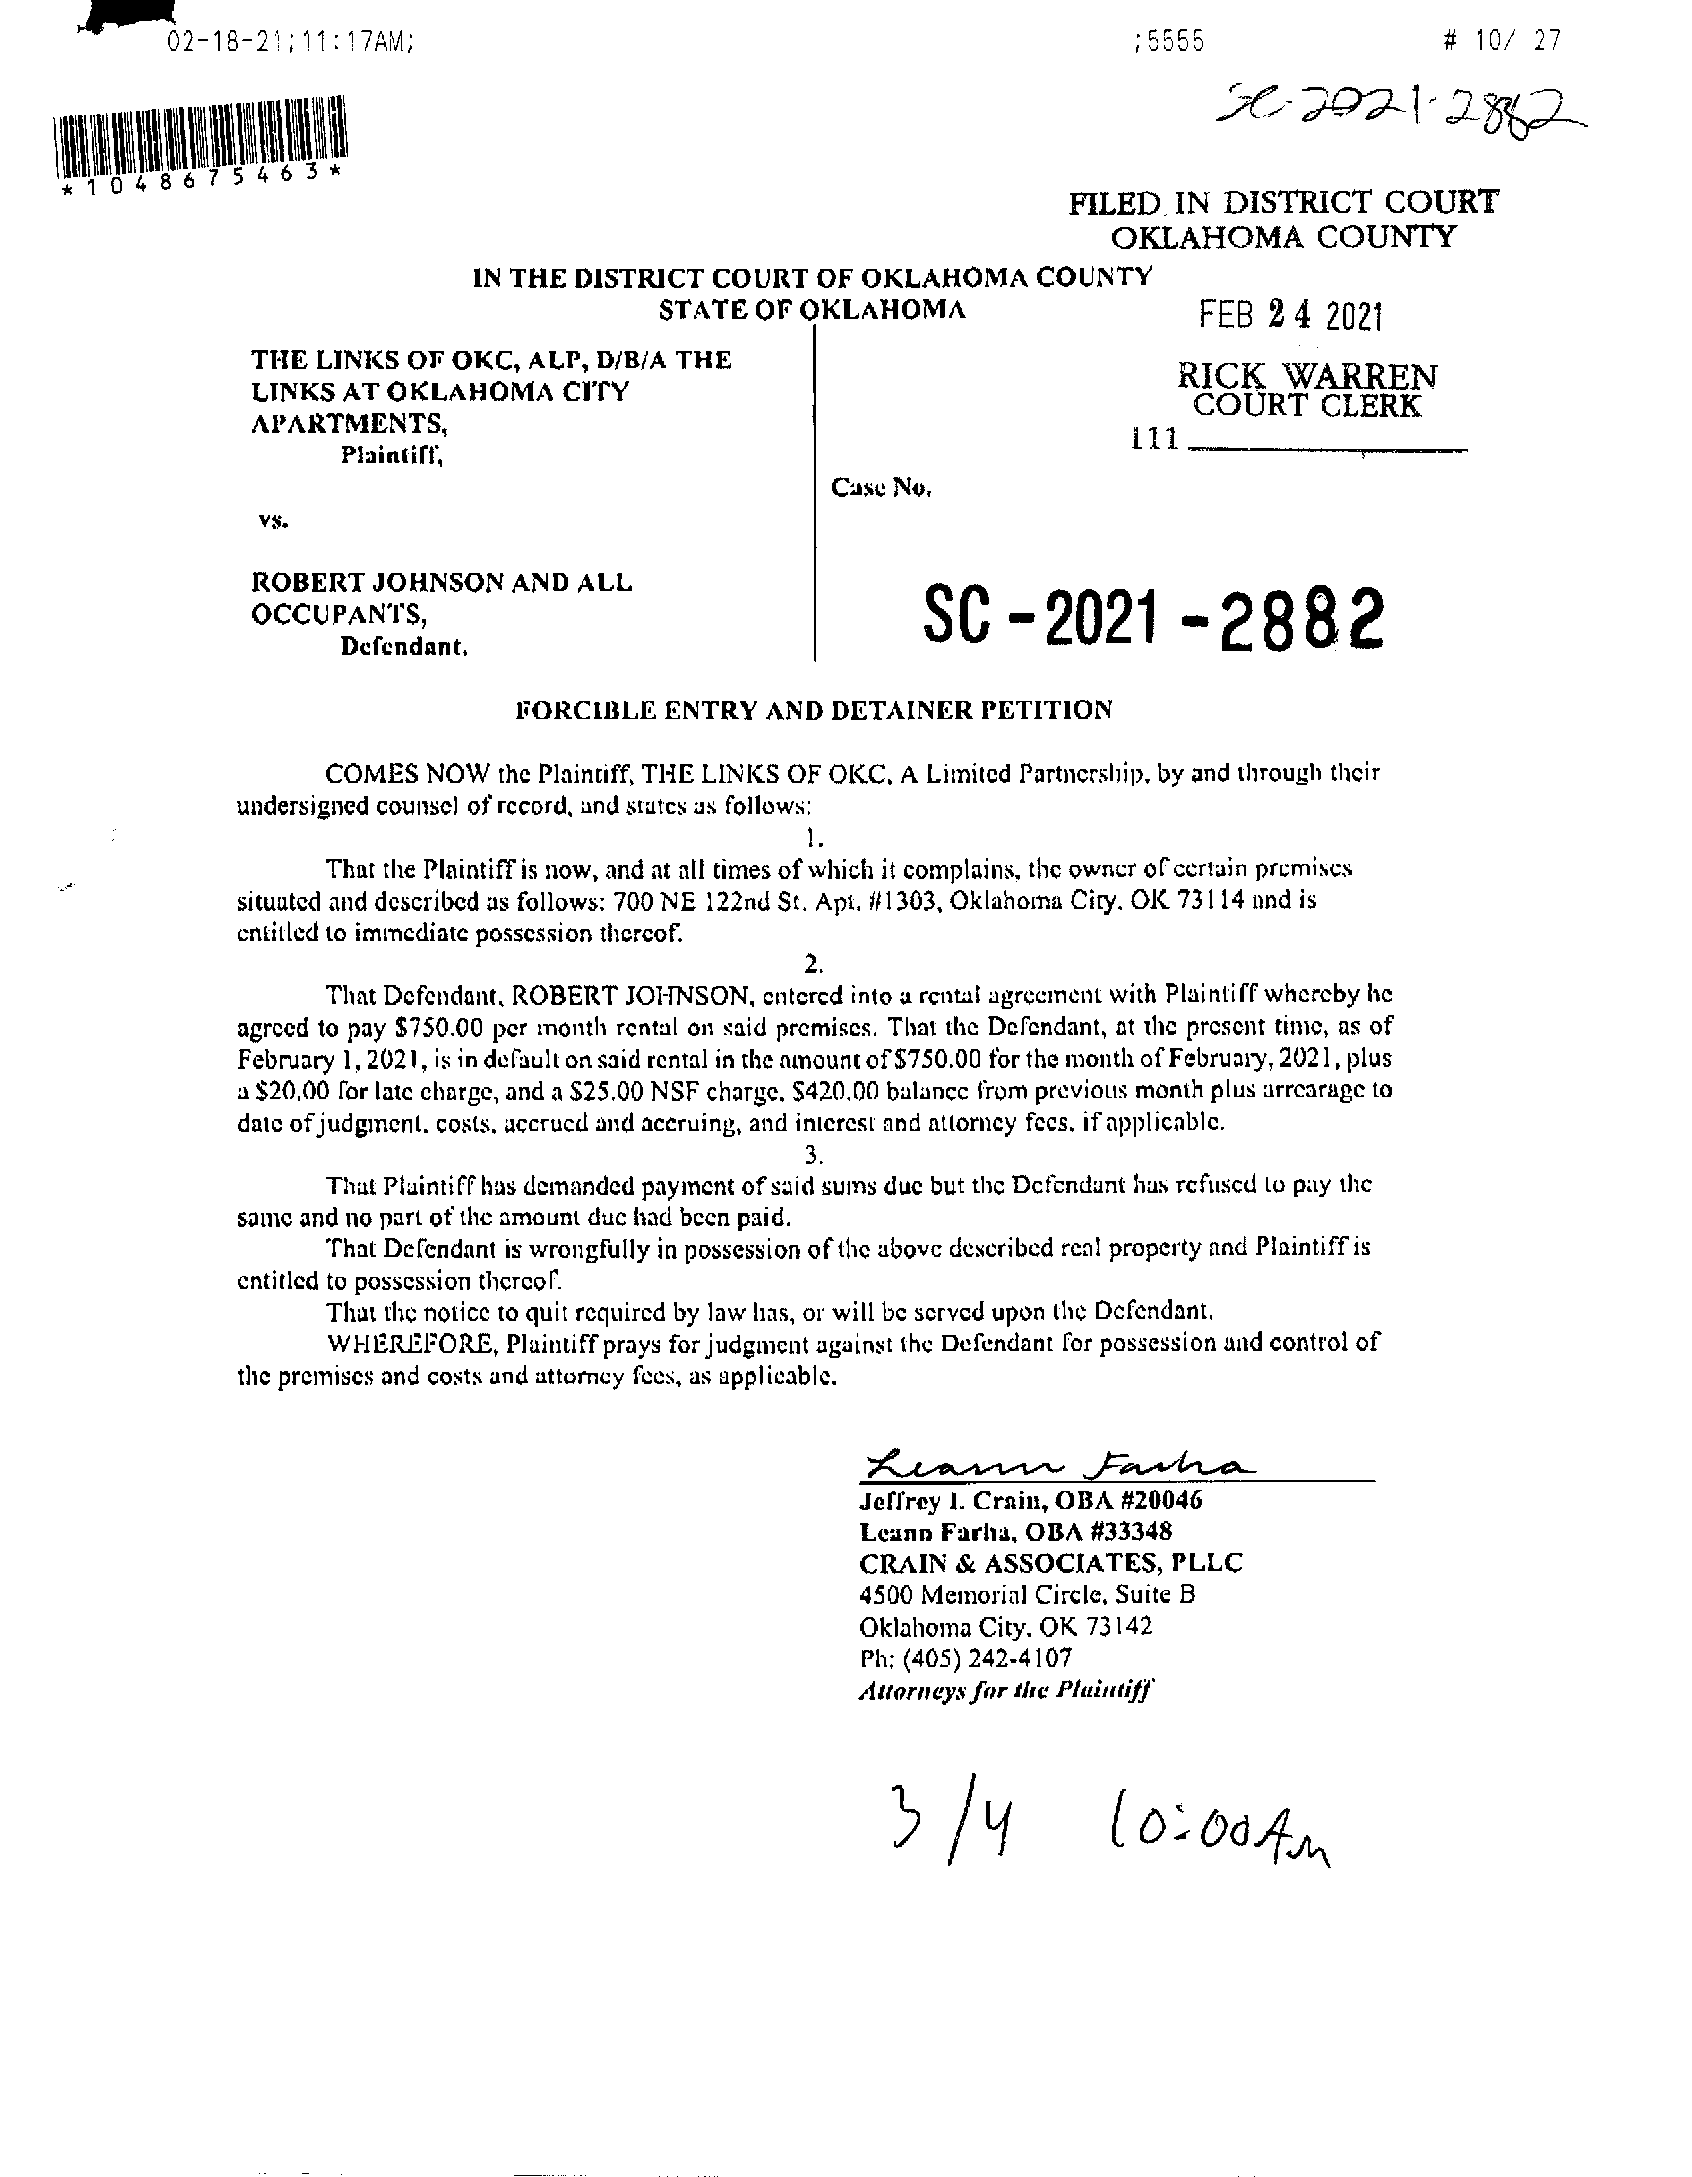 02-18-21;11:17AM; ;5555 # 10/ 27
SC-2021-2882
*1048675463*
FILED IN DISTRICT COURT
OKLAHOMA COUNTY
IN THE DISTRICT COURT OF OKLAHOMA COUNTY
STATE OF OKLAHOMA
FEB 24 2021
THE LINKS OF OKC, ALP, D/B/A THE
LINKS AT OKLAHOMA CITY
APARTMENTS,
Plaintiff,
RICK WARREN
COURT CLERK
111
Case No.
vs.
ROBERT JOHNSON AND ALL
OCCUPANTS,
Defendant.
SC-2021-2882
FORCIBLE ENTRY AND DETAINER PETITION
COMES NOW the Plaintiff, THE LINKS OF OKC, A Limited Partnership, by and through their
undersigned counsel of record, and states as follows:
1.
That the Plaintiff is now, and at all times of which it complains, the owner of certain premises
situated and described as follows: 700 NE 122nd St. Apt. #1303, Oklahoma City, OK 73114 and is
entitled to immediate possession thereof.
2.
That Defendant, ROBERT JOHNSON, entered into a rental agreement with Plaintiff whereby he
agreed to pay $750.00 per month rental on said premises. That the Defendant, at the present time, as of
February 1, 2021, is in default on said rental in the amount of $750.00 for the month of February, 2021, plus
a $20.00 for late charge, and a $25.00 NSF charge, $420.00 balance from previous month plus arrearage to
date of judgment, costs, accrued and accruing, and interest and attorney fees, if applicable.
3.
That Plaintiff has demanded payment of said sums due but the Defendant has refused to pay the
same and no part of the amount due had been paid.
That Defendant is wrongfully in possession of the above described real property and Plaintiff is
entitled to possession thereof.
That the notice to quit required by law has, or will be served upon the Defendant.
WHEREFORE, Plaintiff prays for judgment against the Defendant for possession and control of
the premises and costs and attorney fees, as applicable.
Leann Farha
Jeffrey I. Crain, OBA #20046
Leann Farha, OBA #33348
CRAIN & ASSOCIATES, PLLC
4500 Memorial Circle, Suite B
Oklahoma City, OK 73142
Ph: (405) 242-4107
Attorneys for the Plaintiff
3/4 10:00AM